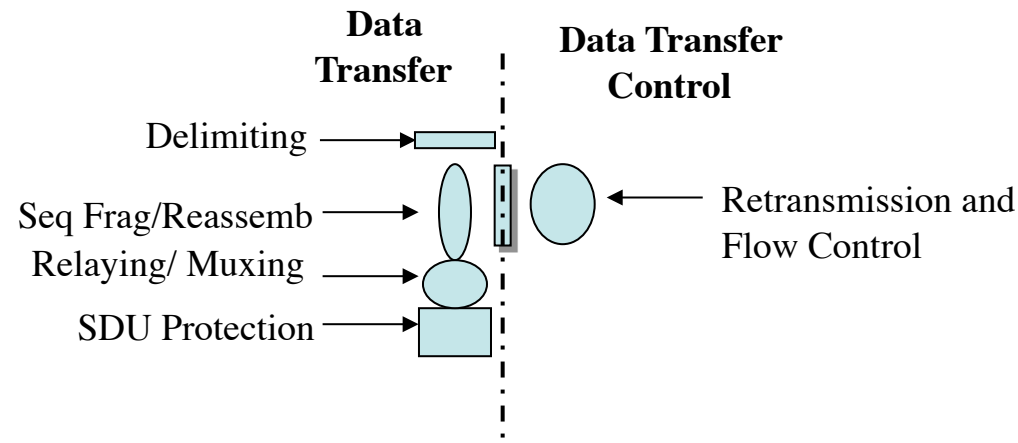 Data
Transfer
Data Transfer
Control
Delimiting
Seq Frag/Reassemb
Relaying/ Muxing
SDU Protection
Retransmission and
Flow Control